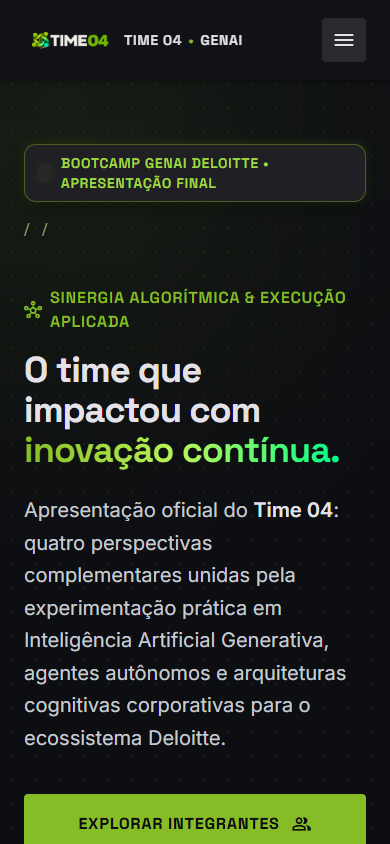 TIME04 TIME 04 • GENAI
BOOTCAMP GENAI DELOITTE •
APRESENTAÇÃO FINAL
/ /
SINERGIA ALGORÍTMICA & EXECUÇÃO
APLICADA
O time que
impactou com
inovação contínua.
Apresentação oficial do Time 04:
quatro perspectivas
complementares unidas pela
experimentação prática em
Inteligência Artificial Generativa,
agentes autônomos e arquiteturas
cognitivas corporativas para o
ecossistema Deloitte.
EXPLORAR INTEGRANTES